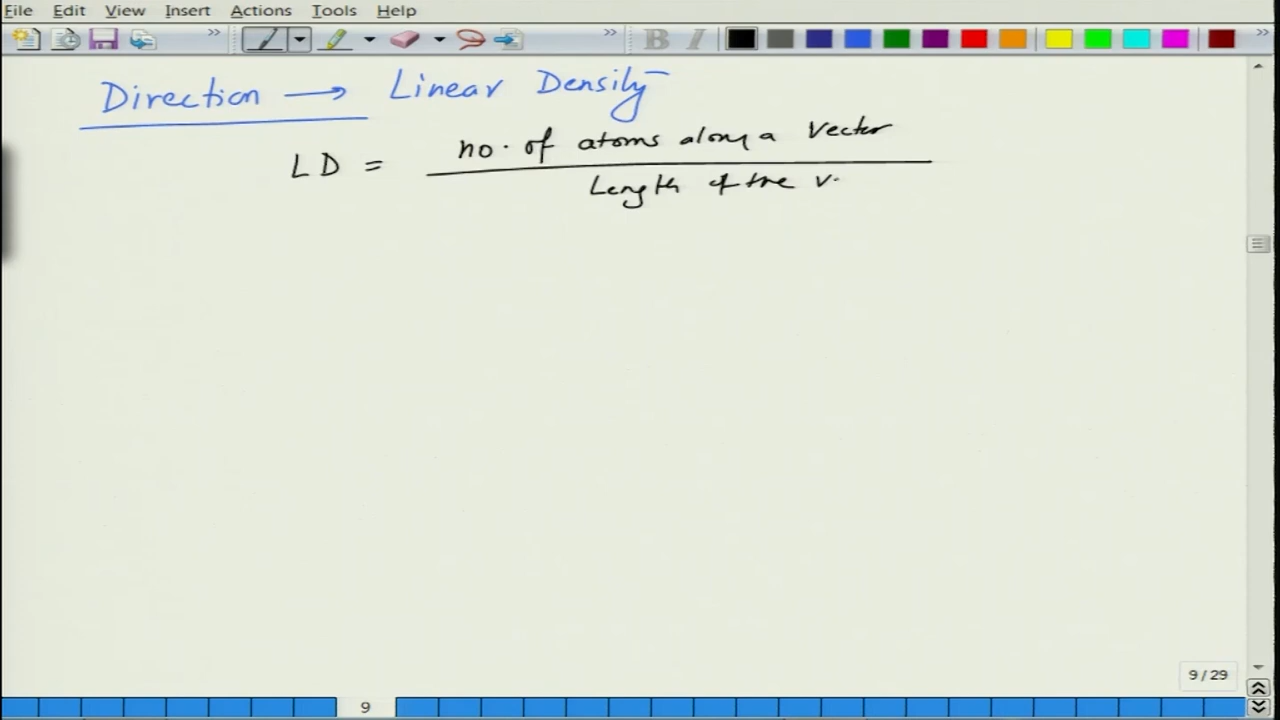 File Edit View Insert Actions Tools Help
B I
Direction → Linear Density
LD = no. of atoms along a Vector
Length of the v.
9 / 29
9